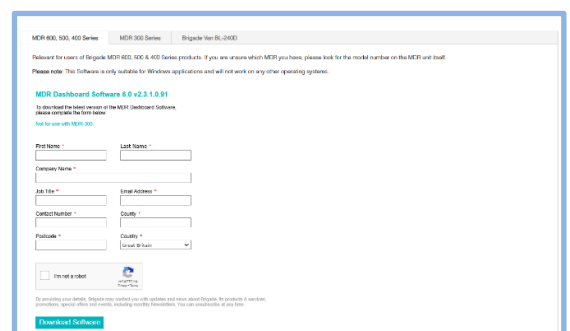 MDR 600, 500, 400 Series
MDR 300 Series
Brigade Van BL-240D
Relevant for users of Brigade MDR 600, 500 & 400 Series products. If you are unsure which MDR you have, please look for the model number on the MDR unit itself.
Please note: This Software is only suitable for Windows applications and will not work on any other operating systems.
MDR Dashboard Software 6.0 v2.3.1.0.91
To download the latest version of the MDR Dashboard Software,
please complete the form below:
Not for use with MDR-300.
First Name *
Last Name *
Company Name *
Job Title *
Email Address *
Contact Number *
County *
Postcode *
Country *
Great Britain
I'm not a robot
reCAPTCHA
Privacy - Terms
By providing your details, Brigade may contact you with updates and news about Brigade, its products & services,
promotions, special offers and events, including monthly Newsletters. You can unsubscribe at any time.
Download Software